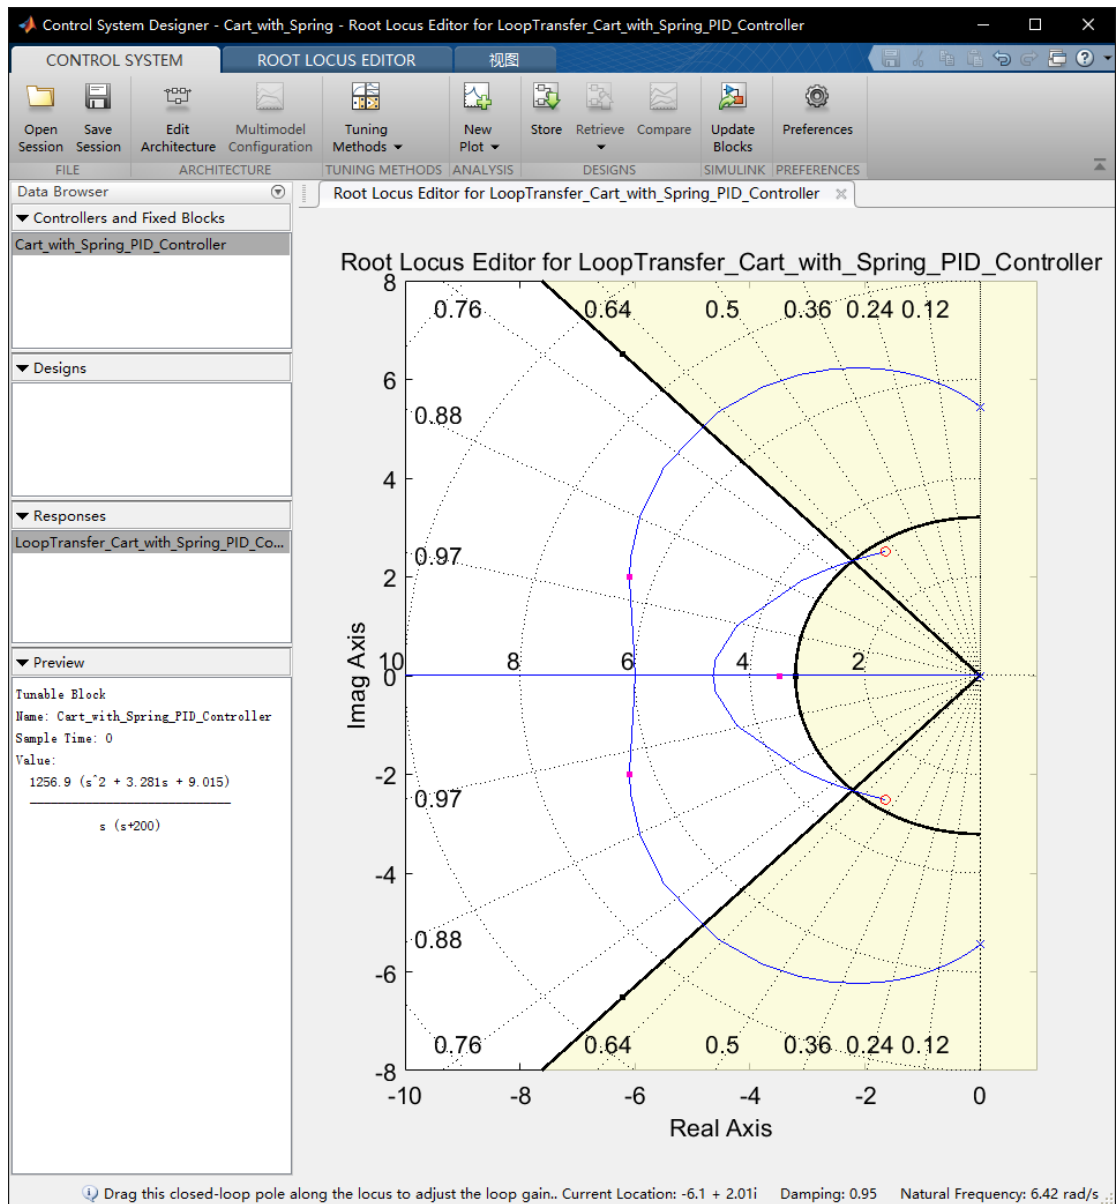 Control System Designer - Cart_with_Spring - Root Locus Editor for LoopTransfer_Cart_with_Spring_PID_Controller
CONTROL SYSTEM ROOT LOCUS EDITOR 视图
Open Session Save Session Edit Architecture Multimodel Configuration Tuning Methods New Plot Store Retrieve Compare Update Blocks Preferences
FILE ARCHITECTURE TUNING METHODS ANALYSIS DESIGNS SIMULINK PREFERENCES
Data Browser
Controllers and Fixed Blocks
Cart_with_Spring_PID_Controller
Designs
Responses
LoopTransfer_Cart_with_Spring_PID_Co...
Preview
Tunable Block
Name: Cart_with_Spring_PID_Controller
Sample Time: 0
Value:
1256.9 (s^2 + 3.281s + 9.015)
s (s+200)
Root Locus Editor for LoopTransfer_Cart_with_Spring_PID_Controller
Root Locus Editor for LoopTransfer_Cart_with_Spring_PID_Controller
8
0.76 0.64 0.5 0.36 0.24 0.12
6
0.88
4
0.97
2
10 8 6 4 2
0
-2
0.97
-4
0.88
-6
0.76 0.64 0.5 0.36 0.24 0.12
-8
-10 -8 -6 -4 -2 0
Imag Axis
Real Axis
Drag this closed-loop pole along the locus to adjust the loop gain.. Current Location: -6.1 + 2.01i Damping: 0.95 Natural Frequency: 6.42 rad/s